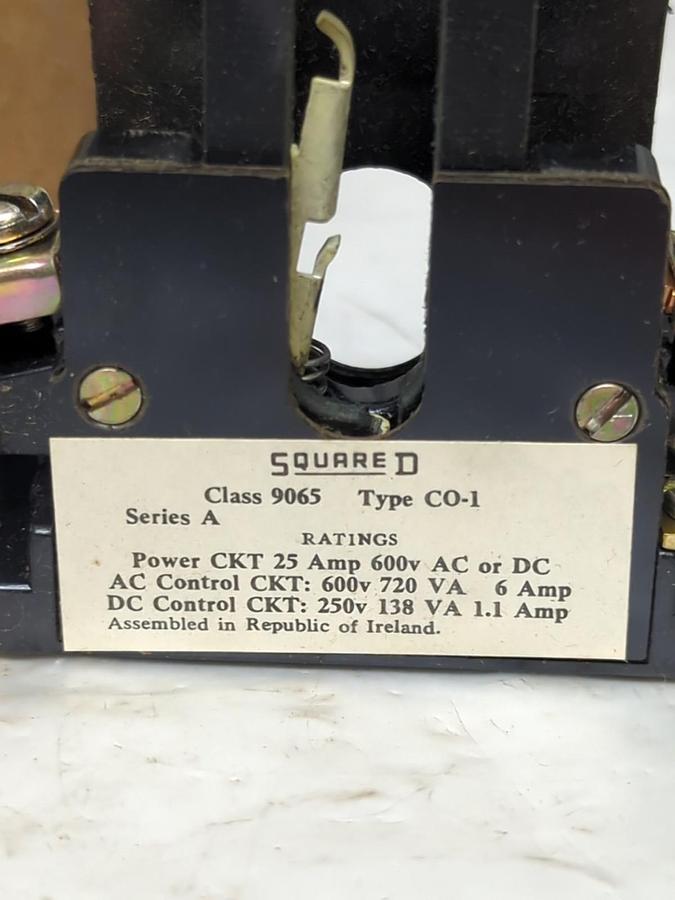 SQUARE D
Class 9065 Type CO-1
Series A
RATINGS
Power CKT 25 Amp 600v AC or DC
AC Control CKT: 600v 720 VA 6 Amp
DC Control CKT: 250v 138 VA 1.1 Amp
Assembled in Republic of Ireland.